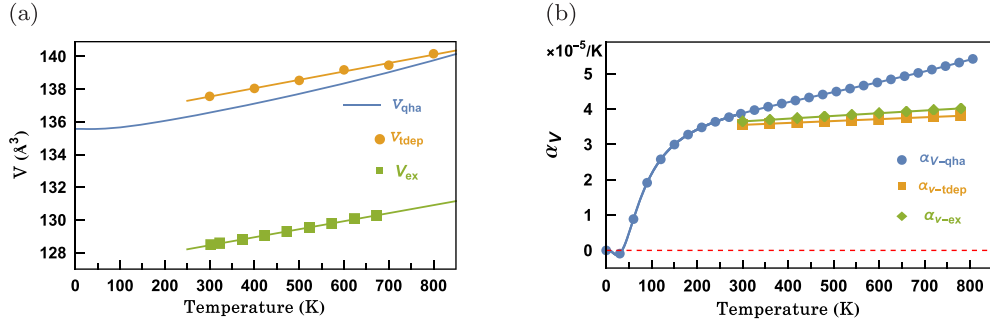 (a)
V (Å³)
140
138
136
134
132
130
128
0
100
200
300
400
500
600
700
800
Temperature (K)
V_qha
V_tdep
V_ex
(b)
×10⁻⁵/K
α_V
5
4
3
2
1
0
0
100
200
300
400
500
600
700
800
Temperature (K)
α_V−qha
α_v−tdep
α_v−ex